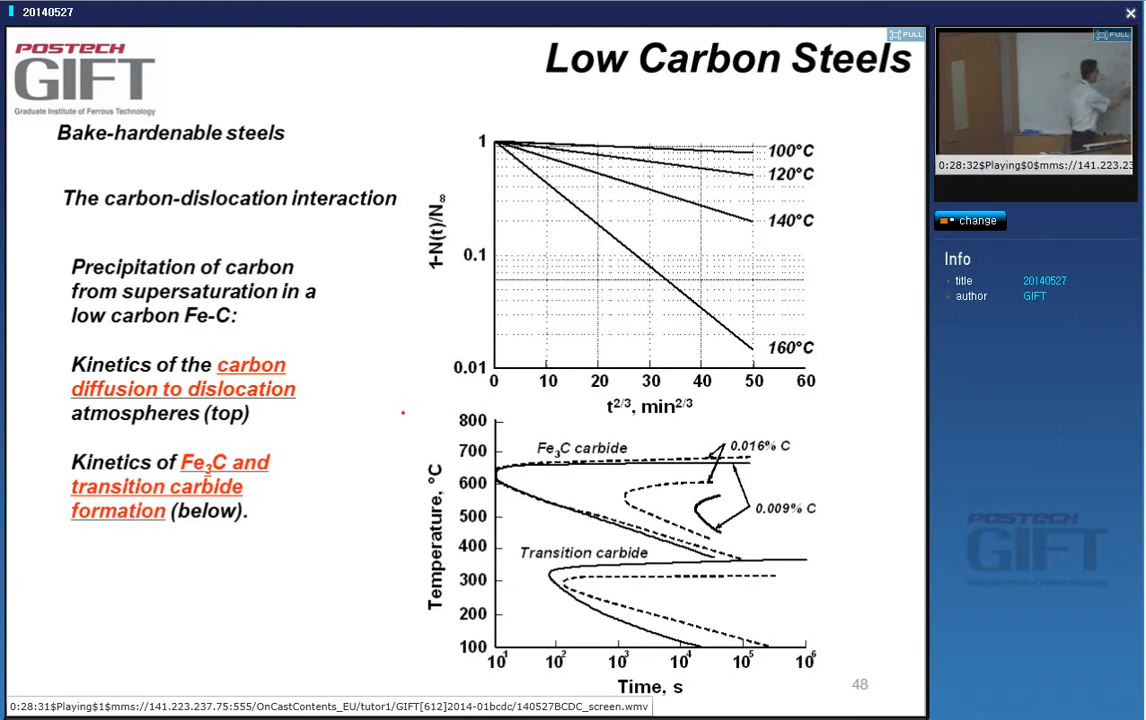 20140527
POSTECH
GIFT
Graduate Institute of Ferrous Technology
FULL
Low Carbon Steels
Bake-hardenable steels
The carbon-dislocation interaction
Precipitation of carbon
from supersaturation in a
low carbon Fe-C:
Kinetics of the carbon
diffusion to dislocation
atmospheres (top)
Kinetics of Fe3C and
transition carbide
formation (below).
1-N(t)/N∞
1
0.1
0.01
100°C
120°C
140°C
160°C
0 10 20 30 40 50 60
t2/3, min2/3
Temperature, °C
800
700
600
500
400
300
200
100
Fe3C carbide
0.016% C
0.009% C
Transition carbide
10¹ 10² 10³ 10⁴ 10⁵ 10⁶
Time, s
48
0:28:31$Playing$1$mms://141.223.237.75:555/OnCastContents_EU/tutor1/GIFT[612]2014-01bcdc/140527BCDC_screen.wmv
FULL
0:28:32$Playing$0$mms://141.223.23
change
Info
title 20140527
author GIFT
POSTECH
GIFT